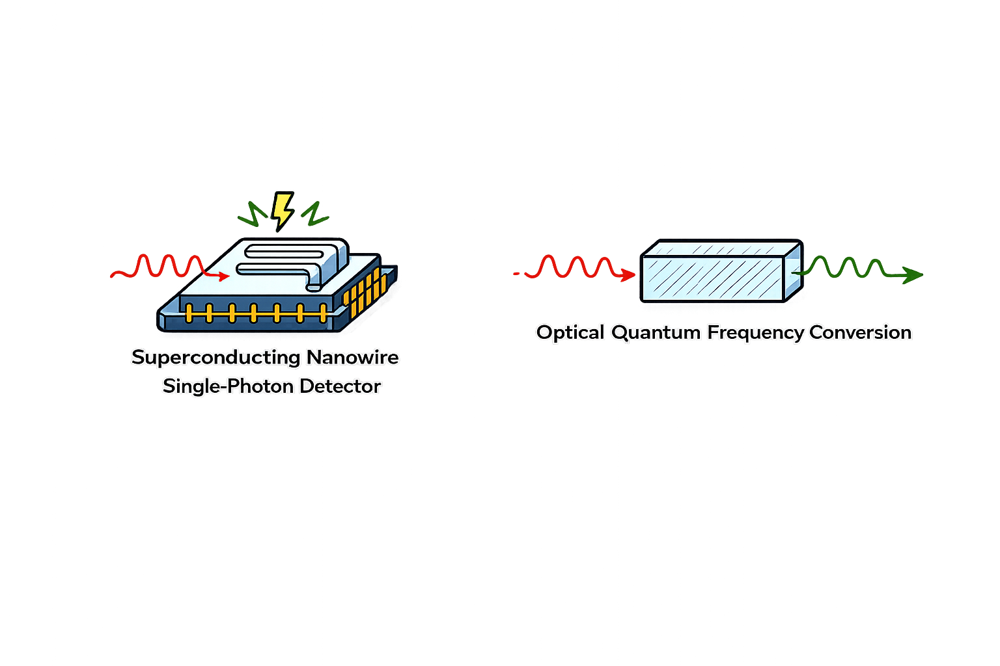 Superconducting Nanowire
Single-Photon Detector
Optical Quantum Frequency Conversion